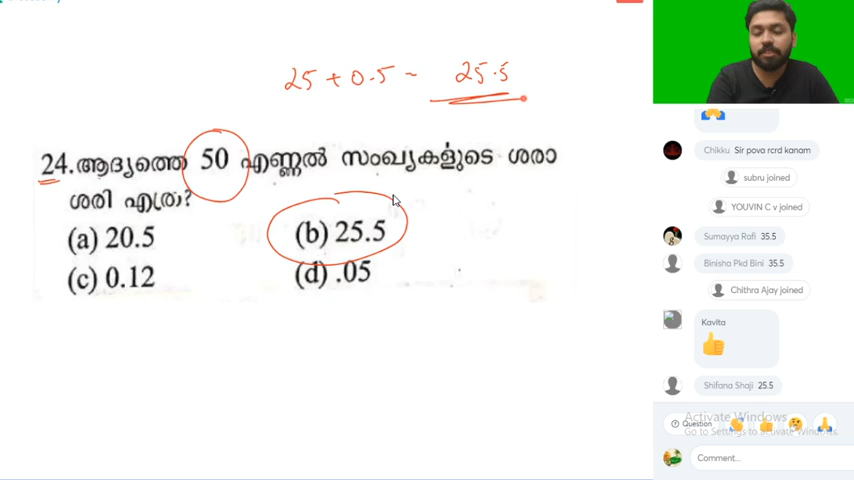 25 + 0.5 = 25.5
24. ആദ്യത്തെ 50 എണ്ണൽ സംഖ്യകളുടെ ശരാ
ശരി എത്ര?
(a) 20.5 (b) 25.5
(c) 0.12 (d) .05
Chikku Sir pova rcrd kanam
subru joined
YOUVIN C v joined
Sumayya Rafi 35.5
Binisha Pkd Bini 35.5
Chithra Ajay joined
Kavita
Shifana Shaji 25.5
Activate Windows
Question
Go to Settings to activate Windows.
Comment...